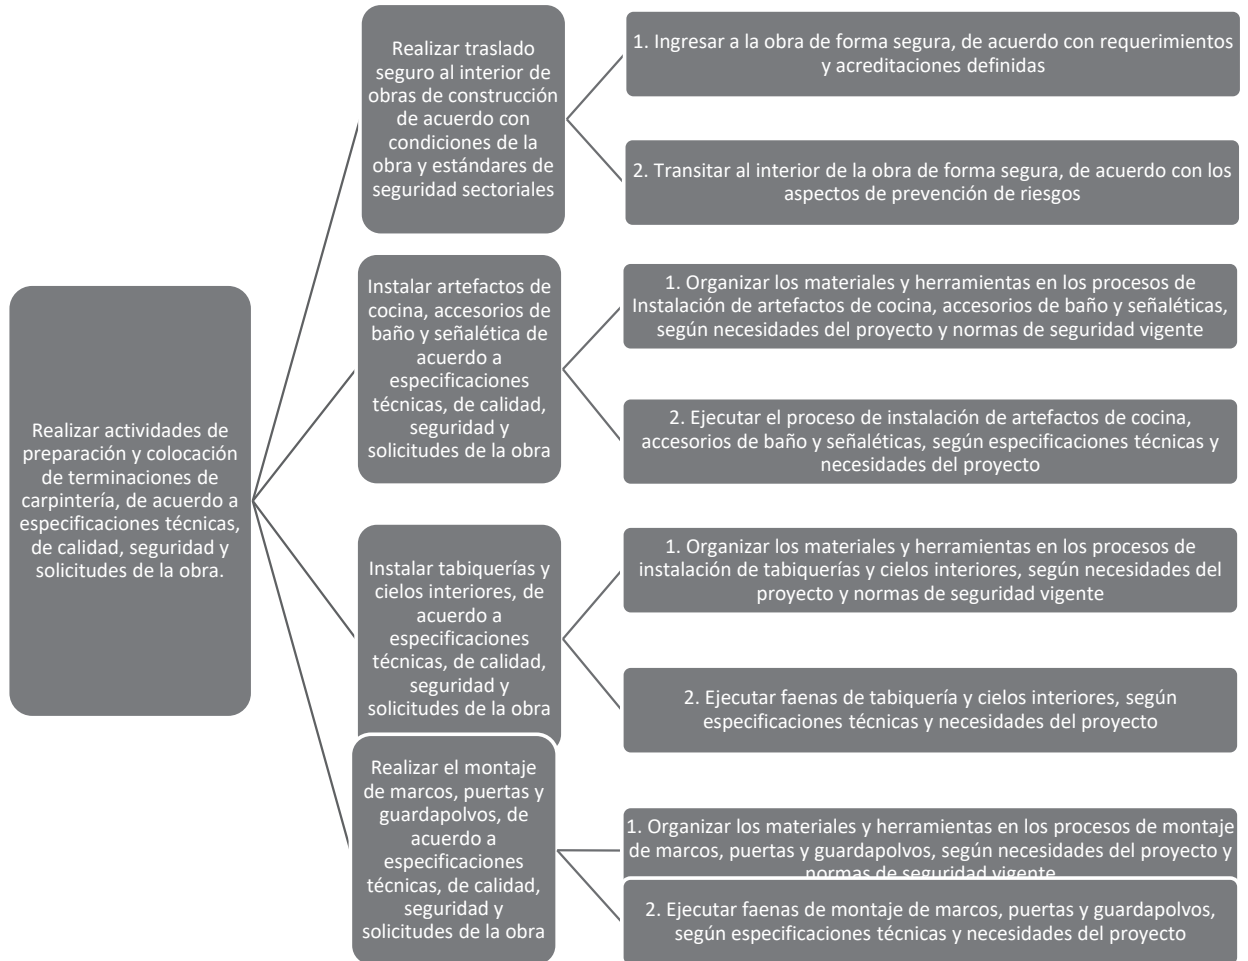 Realizar actividades de
preparación y colocación
de terminaciones de
carpintería, de acuerdo a
especificaciones técnicas,
de calidad, seguridad y
solicitudes de la obra.
Realizar traslado
seguro al interior de
obras de construcción
de acuerdo con
condiciones de la
obra y estándares de
seguridad sectoriales
1. Ingresar a la obra de forma segura, de acuerdo con requerimientos
y acreditaciones definidas
2. Transitar al interior de la obra de forma segura, de acuerdo con los
aspectos de prevención de riesgos
Instalar artefactos de
cocina, accesorios de
baño y señalética de
acuerdo a
especificaciones
técnicas, de calidad,
seguridad y
solicitudes de la obra
1. Organizar los materiales y herramientas en los procesos de
Instalación de artefactos de cocina, accesorios de baño y señaléticas,
según necesidades del proyecto y normas de seguridad vigente
2. Ejecutar el proceso de instalación de artefactos de cocina,
accesorios de baño y señaléticas, según especificaciones técnicas y
necesidades del proyecto
Instalar tabiquerías y
cielos interiores, de
acuerdo a
especificaciones
técnicas, de calidad,
seguridad y
solicitudes de la obra
1. Organizar los materiales y herramientas en los procesos de
instalación de tabiquerías y cielos interiores, según necesidades del
proyecto y normas de seguridad vigente
2. Ejecutar faenas de tabiquería y cielos interiores, según
especificaciones técnicas y necesidades del proyecto
Realizar el montaje
de marcos, puertas y
guardapolvos, de
acuerdo a
especificaciones
técnicas, de calidad,
seguridad y
solicitudes de la obra
1. Organizar los materiales y herramientas en los procesos de montaje
de marcos, puertas y guardapolvos, según necesidades del proyecto y
normas de seguridad vigente
2. Ejecutar faenas de montaje de marcos, puertas y guardapolvos,
según especificaciones técnicas y necesidades del proyecto